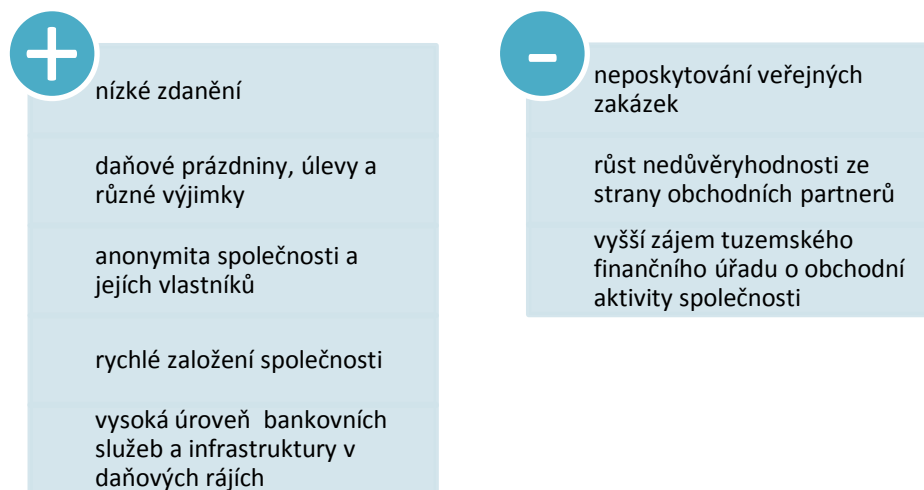 +
nízké zdanění
daňové prázdniny, úlevy a
různé výjimky
anonymita společnosti a
jejích vlastníků
rychlé založení společnosti
vysoká úroveň bankovních
služeb a infrastruktury v
daňových rájích
-
neposkytování veřejných
zakázek
růst nedůvěryhodnosti ze
strany obchodních partnerů
vyšší zájem tuzemského
finančního úřadu o obchodní
aktivity společnosti